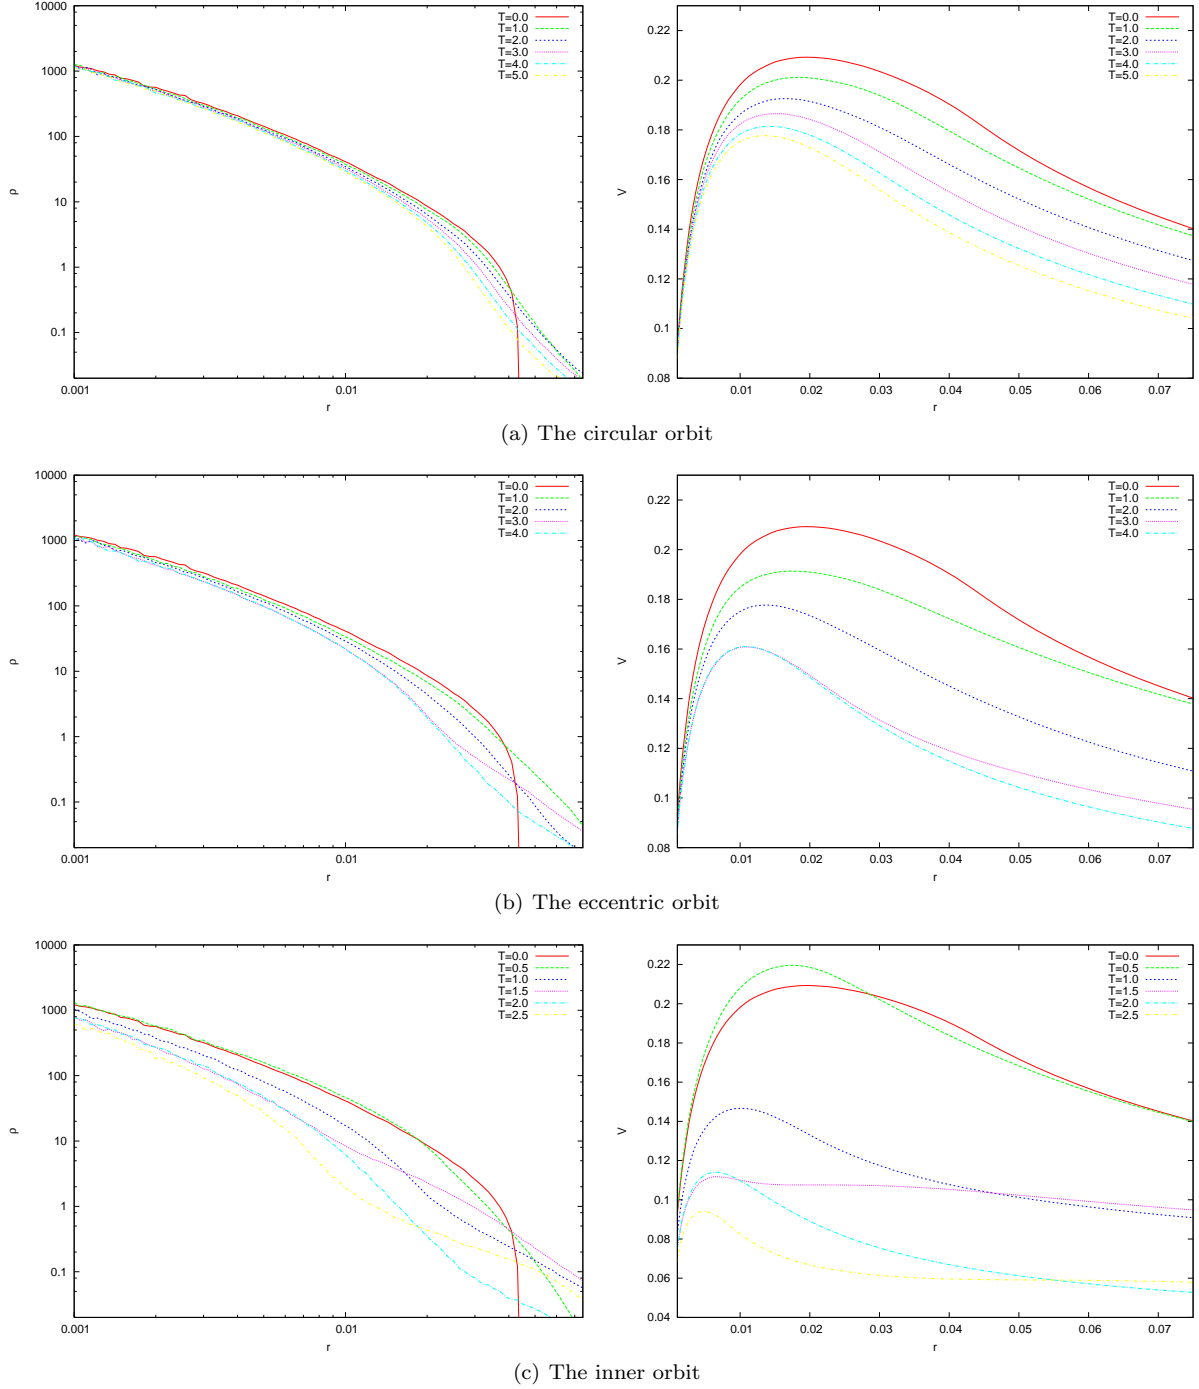 10000
1000
100
10
1
0.1
0.001
0.01
ρ
r
T=0.0
T=1.0
T=2.0
T=3.0
T=4.0
T=5.0
0.22
0.2
0.18
0.16
0.14
0.12
0.1
0.08
0.01
0.02
0.03
0.04
0.05
0.06
0.07
V
r
T=0.0
T=1.0
T=2.0
T=3.0
T=4.0
T=5.0
(a) The circular orbit
10000
1000
100
10
1
0.1
0.001
0.01
ρ
r
T=0.0
T=1.0
T=2.0
T=3.0
T=4.0
0.22
0.2
0.18
0.16
0.14
0.12
0.1
0.08
0.01
0.02
0.03
0.04
0.05
0.06
0.07
V
r
T=0.0
T=1.0
T=2.0
T=3.0
T=4.0
(b) The eccentric orbit
10000
1000
100
10
1
0.1
0.001
0.01
ρ
r
T=0.0
T=0.5
T=1.0
T=1.5
T=2.0
T=2.5
0.22
0.2
0.18
0.16
0.14
0.12
0.1
0.08
0.06
0.04
0.01
0.02
0.03
0.04
0.05
0.06
0.07
V
r
T=0.0
T=0.5
T=1.0
T=1.5
T=2.0
T=2.5
(c) The inner orbit